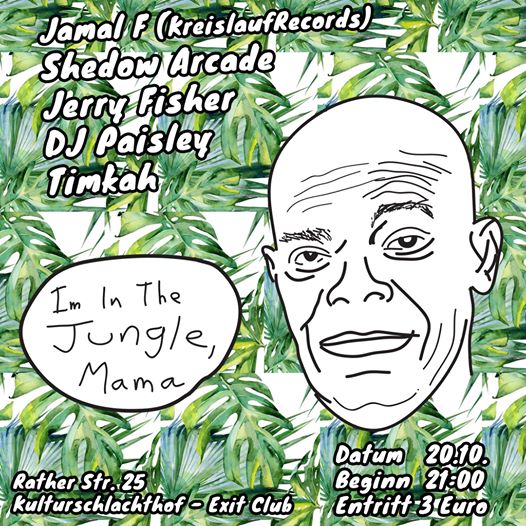 Jamal F (KreislaufRecords)
Shedow Arcade
Jerry Fisher
DJ Paisley
Timkah
Im In The
Jungle,
Mama
Rather Str. 25
Kulturschlachthof - Exit Club
Datum 20.10.
Beginn 21:00
Entritt 3 Euro